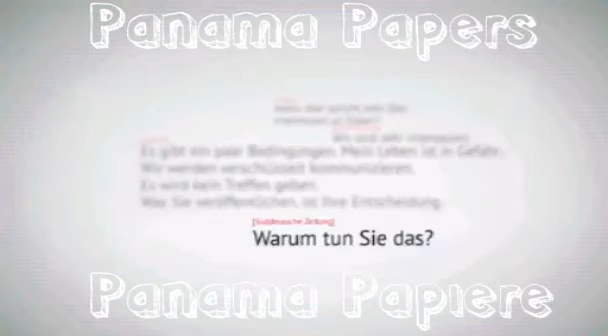 Panama Papers
Es gibt ein paar Bedingungen. Mein Leben ist in Gefahr.
Wir werden verschlüsselt kommunizieren.
Es wird kein Treffen geben.
Was Sie veröffentlichen, ist Ihre Entscheidung.
[Süddeutsche Zeitung]
Warum tun Sie das?
Panama Papiere